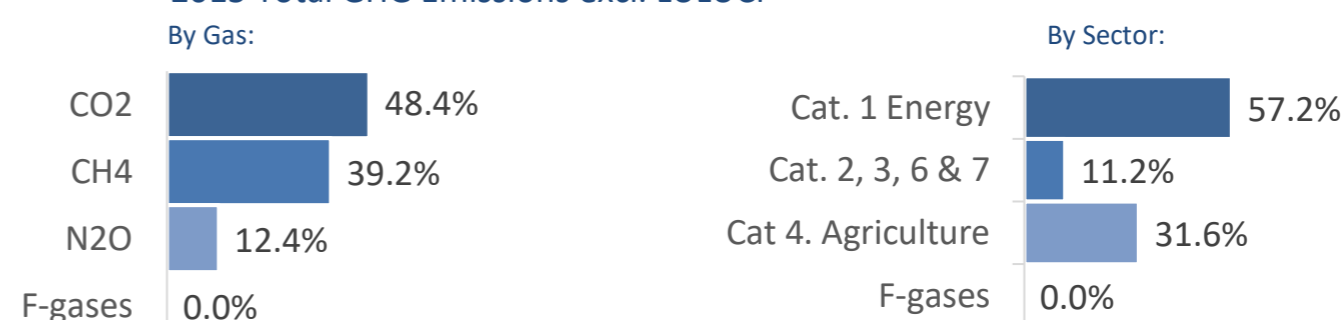 By Gas:
CO2 48.4%
CH4 39.2%
N2O 12.4%
F-gases 0.0%
By Sector:
Cat. 1 Energy 57.2%
Cat. 2, 3, 6 & 7 11.2%
Cat 4. Agriculture 31.6%
F-gases 0.0%